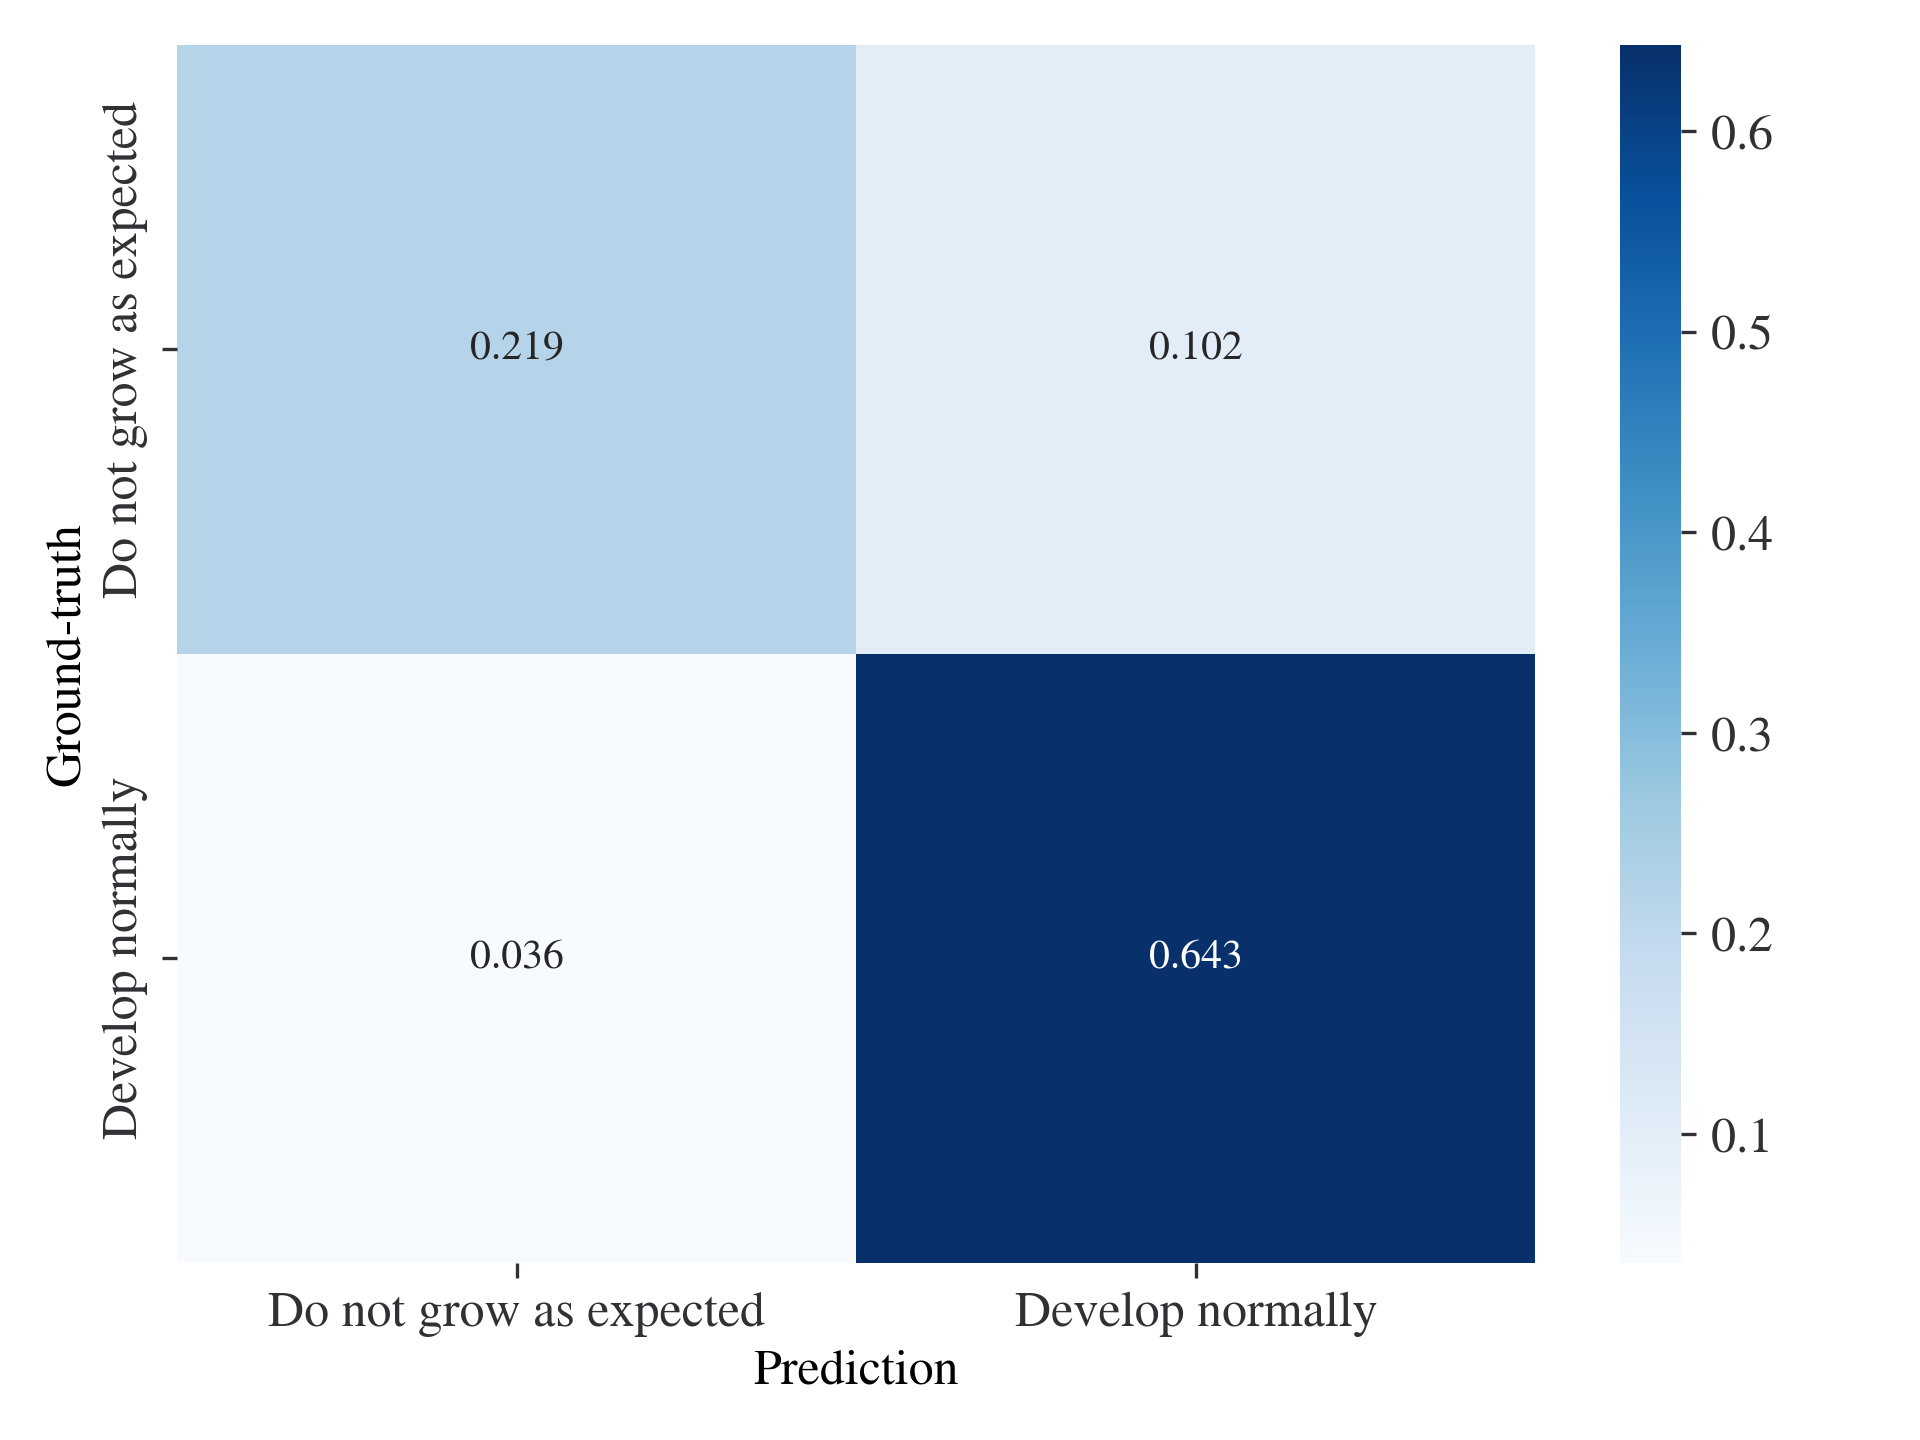 Ground-truth
Do not grow as expected
Develop normally
0.219
0.102
0.036
0.643
Do not grow as expected
Develop normally
Prediction
0.6
0.5
0.4
0.3
0.2
0.1